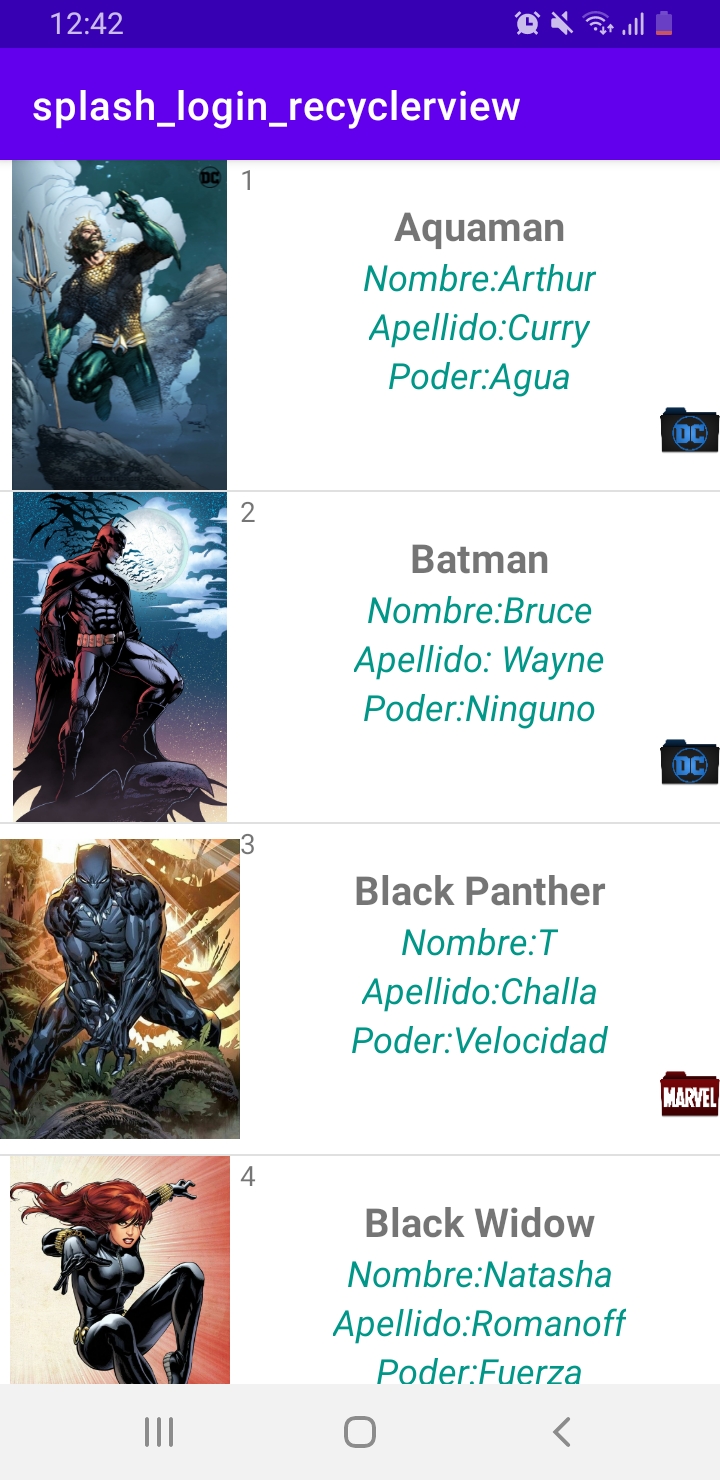 12:42
splash_login_recyclerview
DC
1
Aquaman
Nombre:Arthur
Apellido:Curry
Poder:Agua
DC
2
Batman
Nombre:Bruce
Apellido: Wayne
Poder:Ninguno
DC
3
Black Panther
Nombre:T
Apellido:Challa
Poder:Velocidad
MARVEL
4
Black Widow
Nombre:Natasha
Apellido:Romanoff
Poder:Fuerza